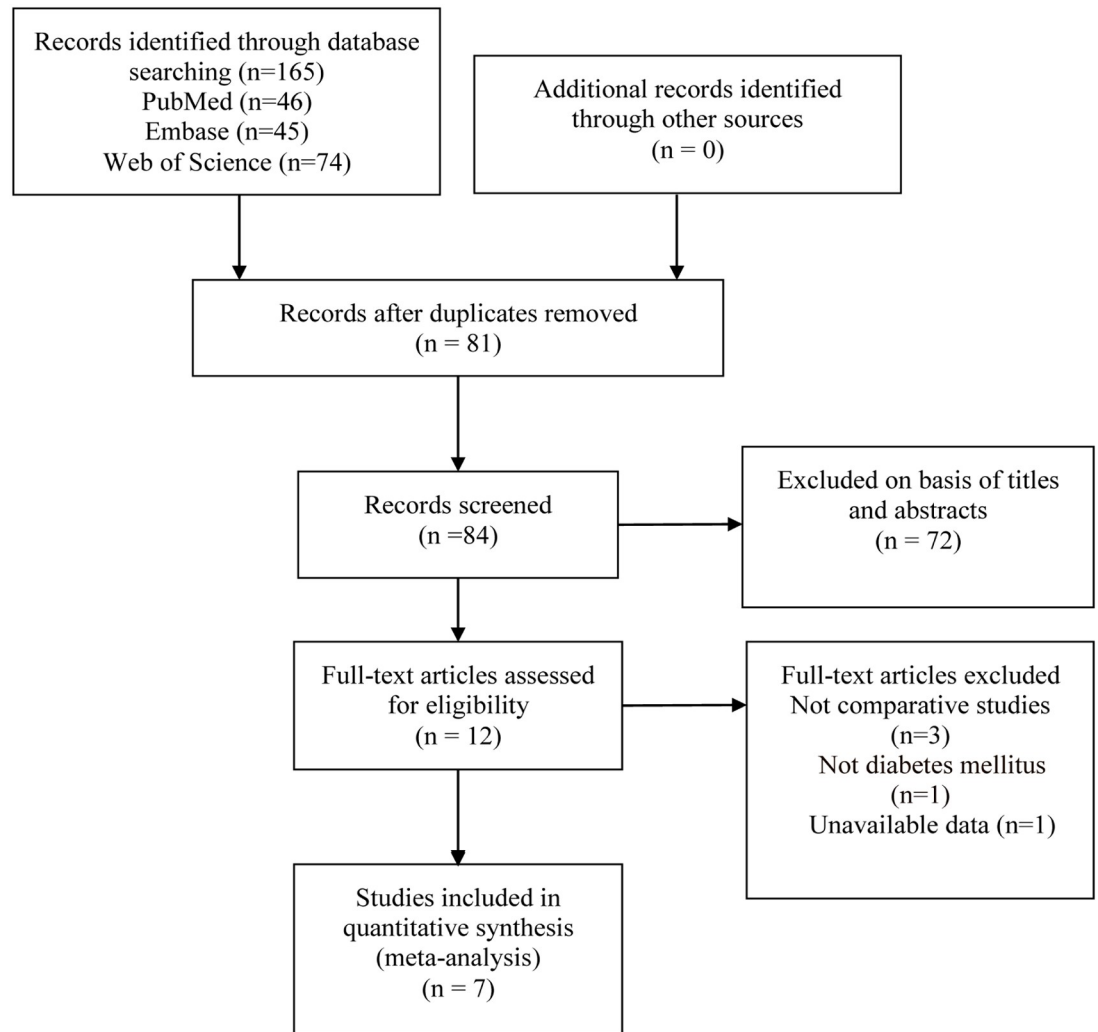 Records identified through database
searching (n=165)
PubMed (n=46)
Embase (n=45)
Web of Science (n=74)
Additional records identified
through other sources
(n = 0)
Records after duplicates removed
(n = 81)
Records screened
(n =84)
Excluded on basis of titles
and abstracts
(n = 72)
Full-text articles assessed
for eligibility
(n = 12)
Full-text articles excluded
Not comparative studies
(n=3)
Not diabetes mellitus
(n=1)
Unavailable data (n=1)
Studies included in
quantitative synthesis
(meta-analysis)
(n = 7)